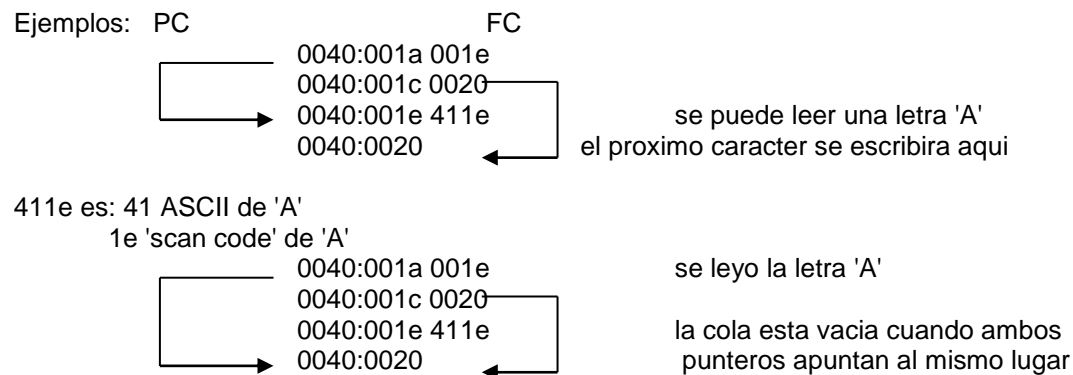 Ejemplos: PC FC
0040:001a 001e
0040:001c 0020
0040:001e 411e se puede leer una letra 'A'
0040:0020 el proximo caracter se escribira aqui
411e es: 41 ASCII de 'A'
1e 'scan code' de 'A'
0040:001a 001e se leyo la letra 'A'
0040:001c 0020
0040:001e 411e la cola esta vacia cuando ambos
0040:0020 punteros apuntan al mismo lugar